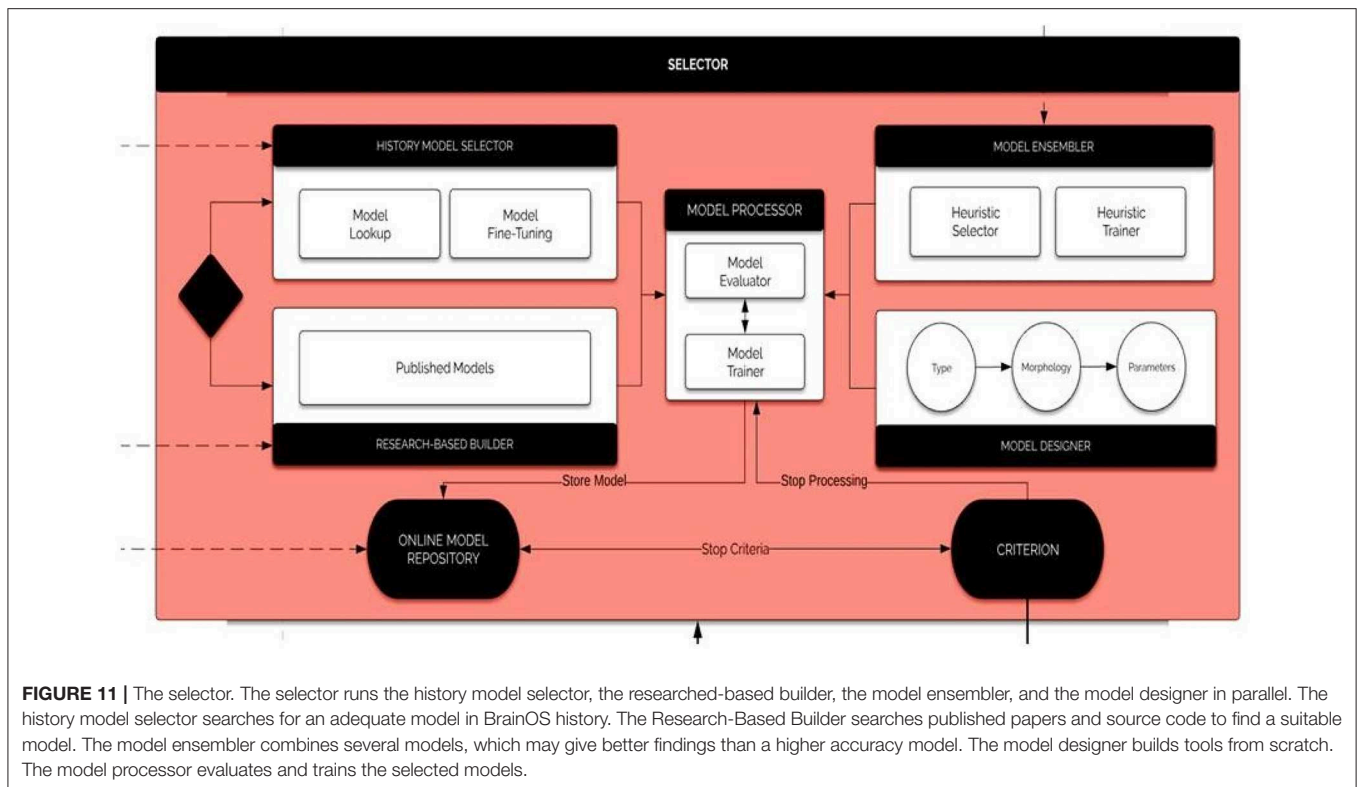 SELECTOR
HISTORY MODEL SELECTOR
Model
Lookup
Model
Fine-Tuning
Published Models
RESEARCH-BASED BUILDER
MODEL PROCESSOR
Model
Evaluator
Model
Trainer
MODEL ENSEMBLER
Heuristic
Selector
Heuristic
Trainer
Type
Morphology
Parameters
MODEL DESIGNER
Store Model
Stop Processing
ONLINE MODEL
REPOSITORY
Stop Criteria
CRITERION
FIGURE 11 | The selector. The selector runs the history model selector, the researched-based builder, the model ensembler, and the model designer in parallel. The
history model selector searches for an adequate model in BrainOS history. The Research-Based Builder searches published papers and source code to find a suitable
model. The model ensembler combines several models, which may give better findings than a higher accuracy model. The model designer builds tools from scratch.
The model processor evaluates and trains the selected models.